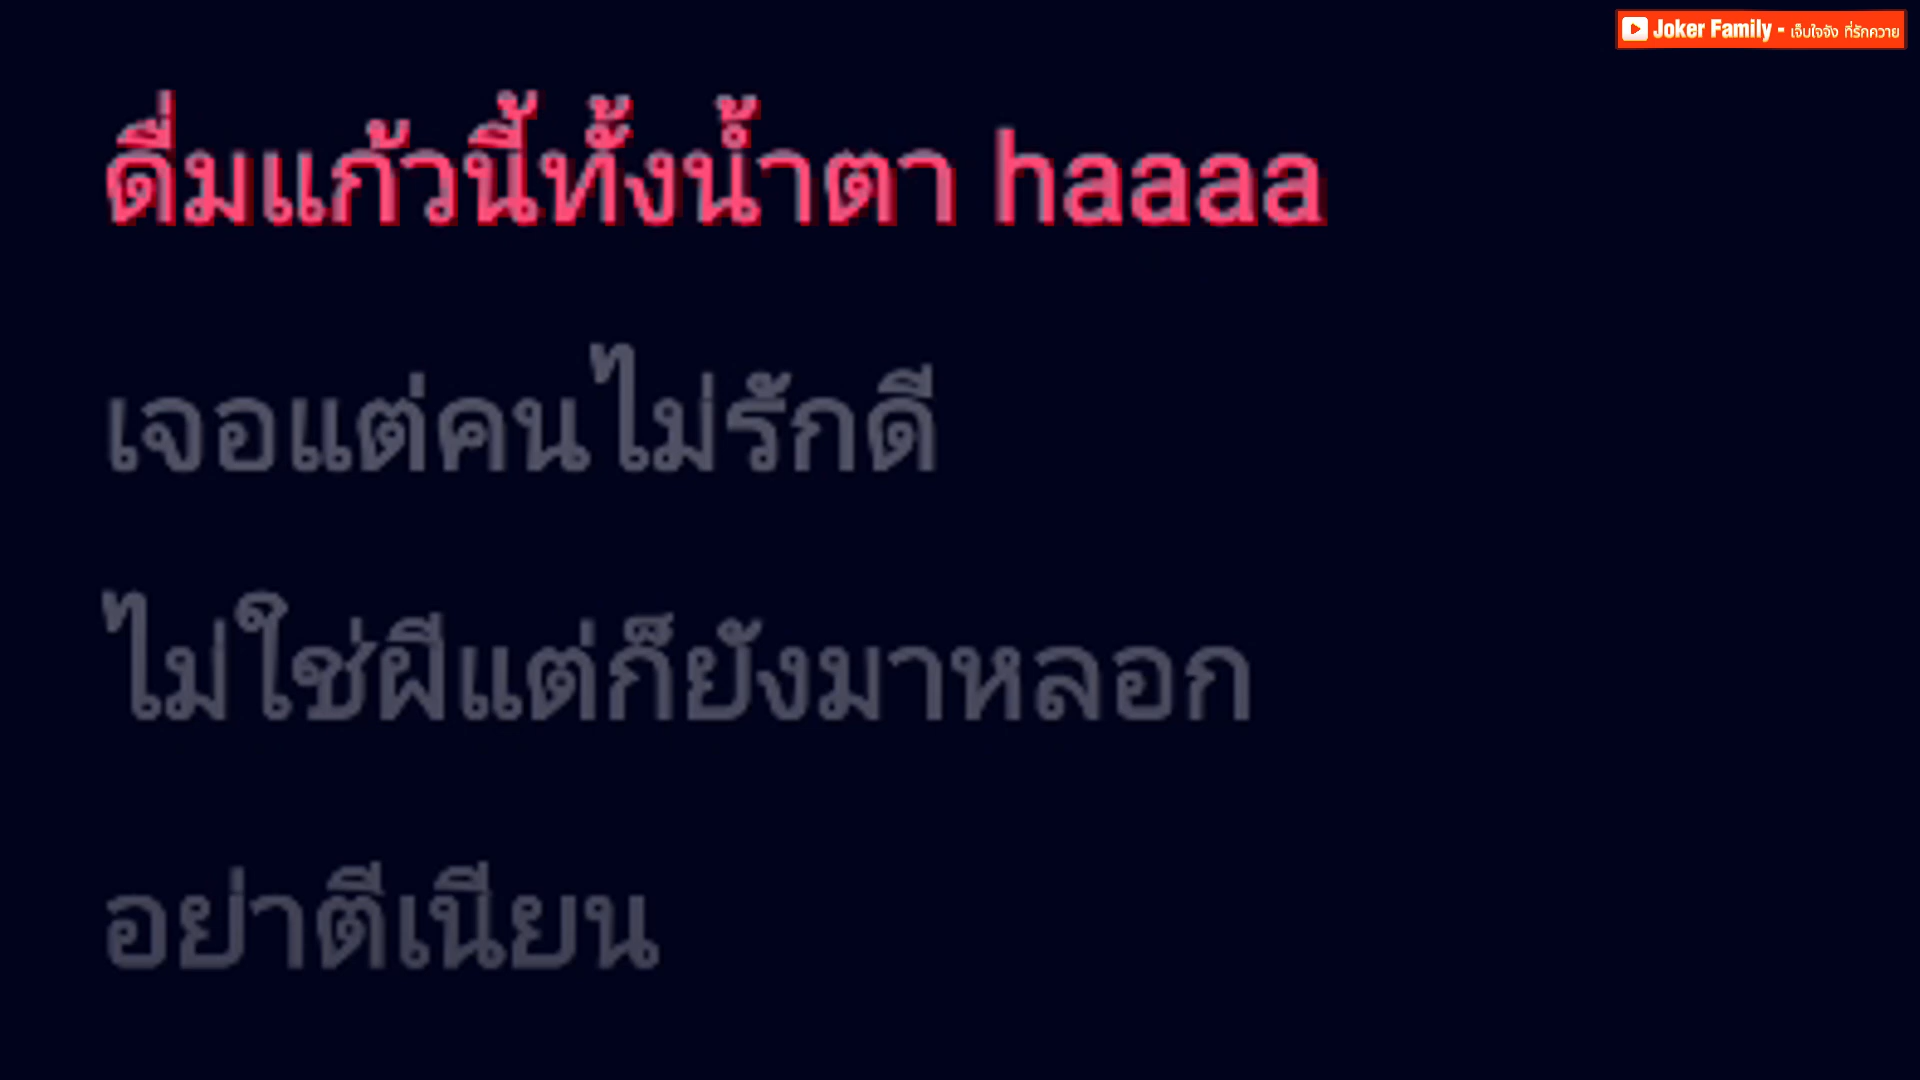 Joker Family - เจ็บใจจัง ที่รักควาย
ดื่มแก้วนี้ทั้งน้ำตา haaaa
เจอแต่คนไม่รักดี
ไม่ใช่ผีแต่ก็ยังมาหลอก
อย่าตีเนียน